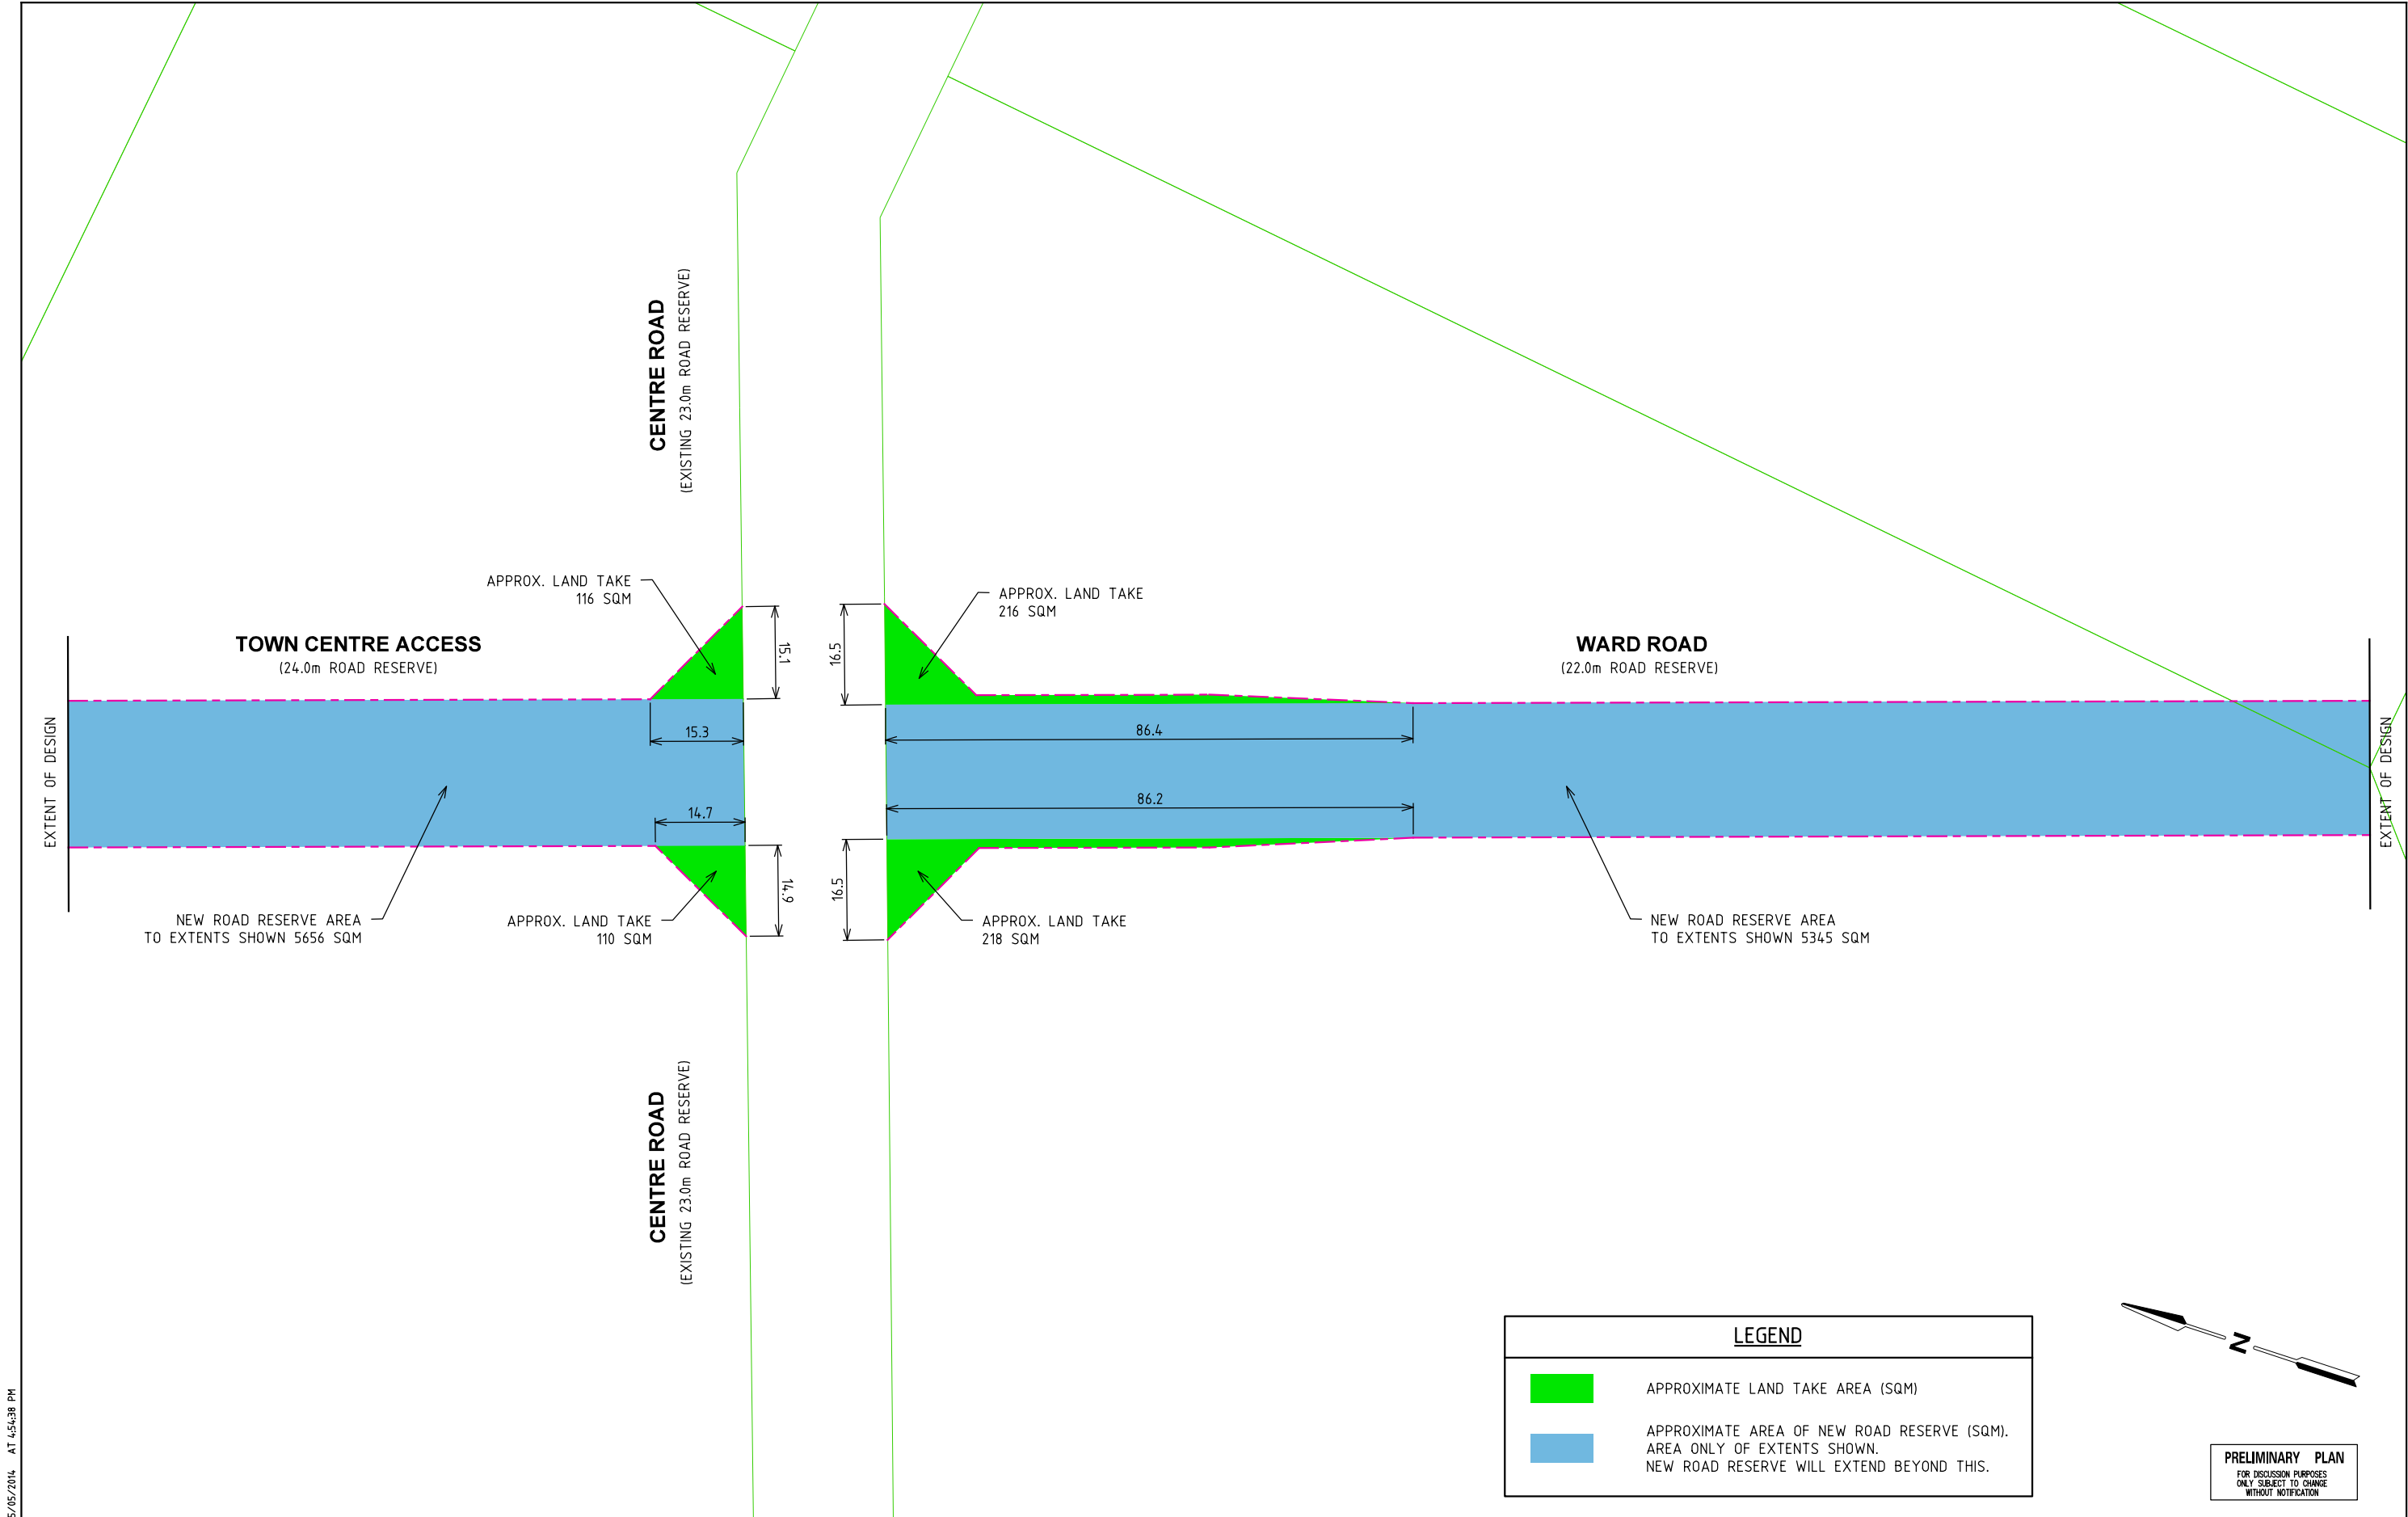 CENTRE ROAD
(EXISTING 23.0m ROAD RESERVE)
APPROX. LAND TAKE
116 SQM
APPROX. LAND TAKE
216 SQM
TOWN CENTRE ACCESS
(24.0m ROAD RESERVE)
15.1
16.5
WARD ROAD
(22.0m ROAD RESERVE)
EXTENT OF DESIGN
15.3
86.4
EXTENT OF DESIGN
14.7
86.2
14.9
16.5
NEW ROAD RESERVE AREA
TO EXTENTS SHOWN 5656 SQM
APPROX. LAND TAKE
110 SQM
APPROX. LAND TAKE
218 SQM
NEW ROAD RESERVE AREA
TO EXTENTS SHOWN 5345 SQM
CENTRE ROAD
(EXISTING 23.0m ROAD RESERVE)
LEGEND
APPROXIMATE LAND TAKE AREA (SQM)
APPROXIMATE AREA OF NEW ROAD RESERVE (SQM).
AREA ONLY OF EXTENTS SHOWN.
NEW ROAD RESERVE WILL EXTEND BEYOND THIS.
N
PRELIMINARY PLAN
FOR DISCUSSION PURPOSES
ONLY SUBJECT TO CHANGE
WITHOUT NOTIFICATION
5/05/2014 AT 4:54:38 PM